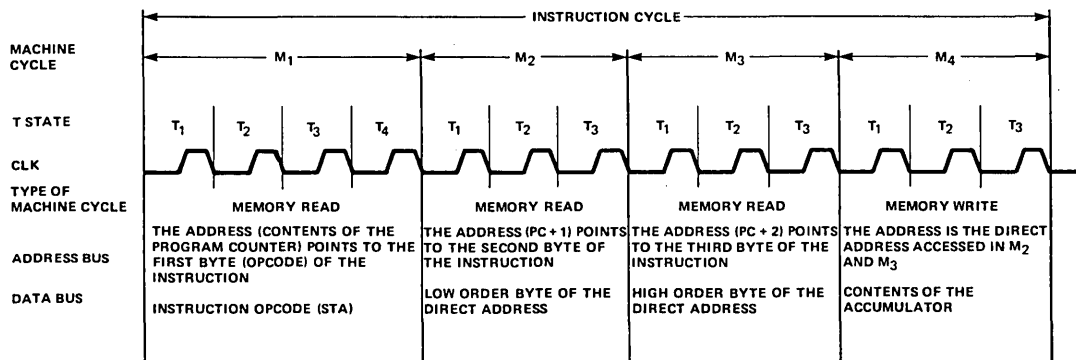 INSTRUCTION CYCLE
MACHINE
CYCLE
M1 M2 M3 M4
T STATE
T1 T2 T3 T4 T1 T2 T3 T1 T2 T3 T1 T2 T3
CLK
TYPE OF
MACHINE CYCLE
MEMORY READ MEMORY READ MEMORY READ MEMORY WRITE
ADDRESS BUS
THE ADDRESS (CONTENTS OF THE
PROGRAM COUNTER) POINTS TO THE
FIRST BYTE (OPCODE) OF THE
INSTRUCTION
THE ADDRESS (PC + 1) POINTS
TO THE SECOND BYTE OF
THE INSTRUCTION
THE ADDRESS (PC + 2) POINTS
TO THE THIRD BYTE OF THE
INSTRUCTION
THE ADDRESS IS THE DIRECT
ADDRESS ACCESSED IN M2
AND M3
DATA BUS
INSTRUCTION OPCODE (STA)
LOW ORDER BYTE OF THE
DIRECT ADDRESS
HIGH ORDER BYTE OF THE
DIRECT ADDRESS
CONTENTS OF THE
ACCUMULATOR